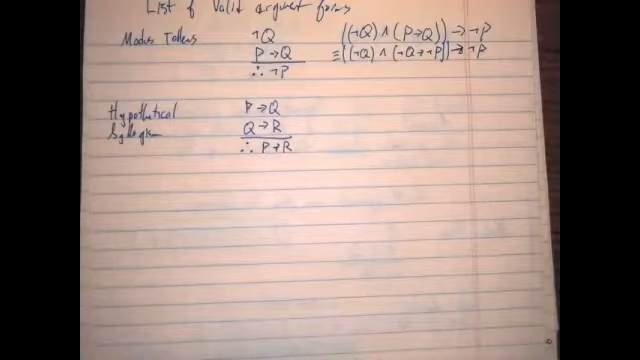 List of Valid argument forms
Modus Tollens ¬Q ((¬Q) ∧ (P→Q)) → ¬P
P→Q ≡ ((¬Q) ∧ (¬Q→¬P)) → ¬P
∴ ¬P
Hypothetical P→Q
Syllogism Q→R
∴ P→R